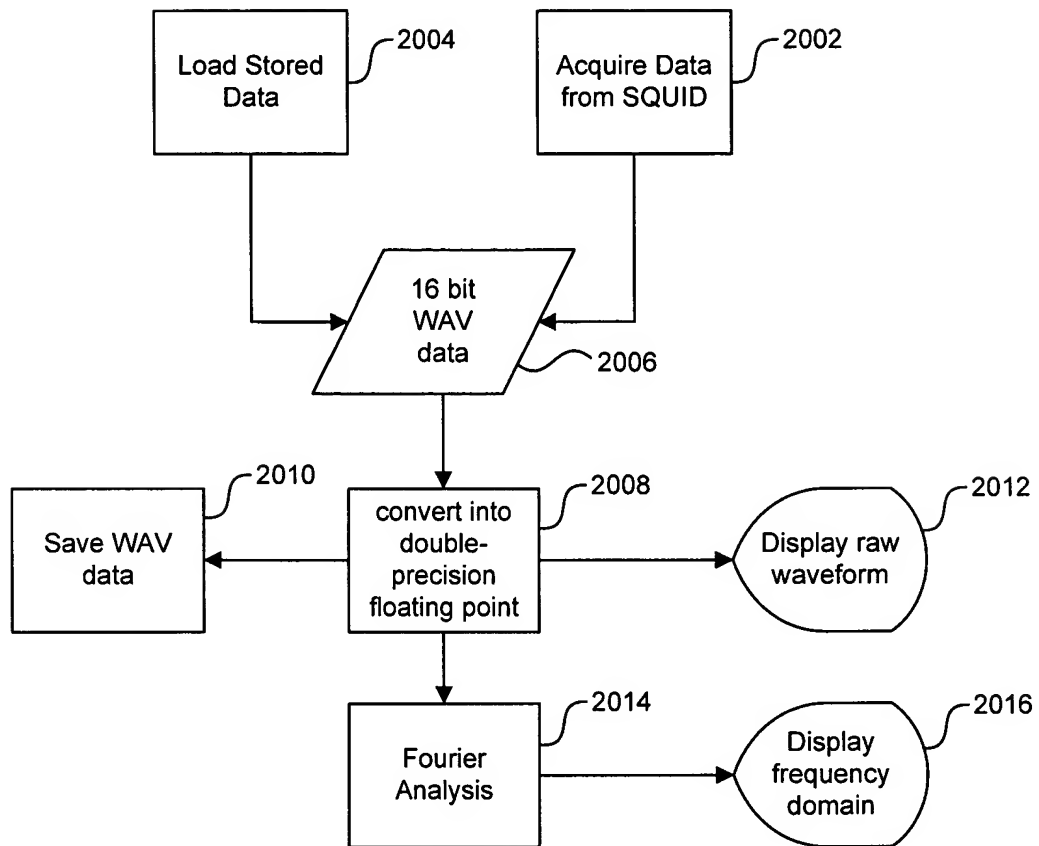 2004
Load Stored
Data
2002
Acquire Data
from SQUID
16 bit
WAV
data
2006
2010
Save WAV
data
2008
convert into
double-
precision
floating point
2012
Display raw
waveform
2014
Fourier
Analysis
2016
Display
frequency
domain